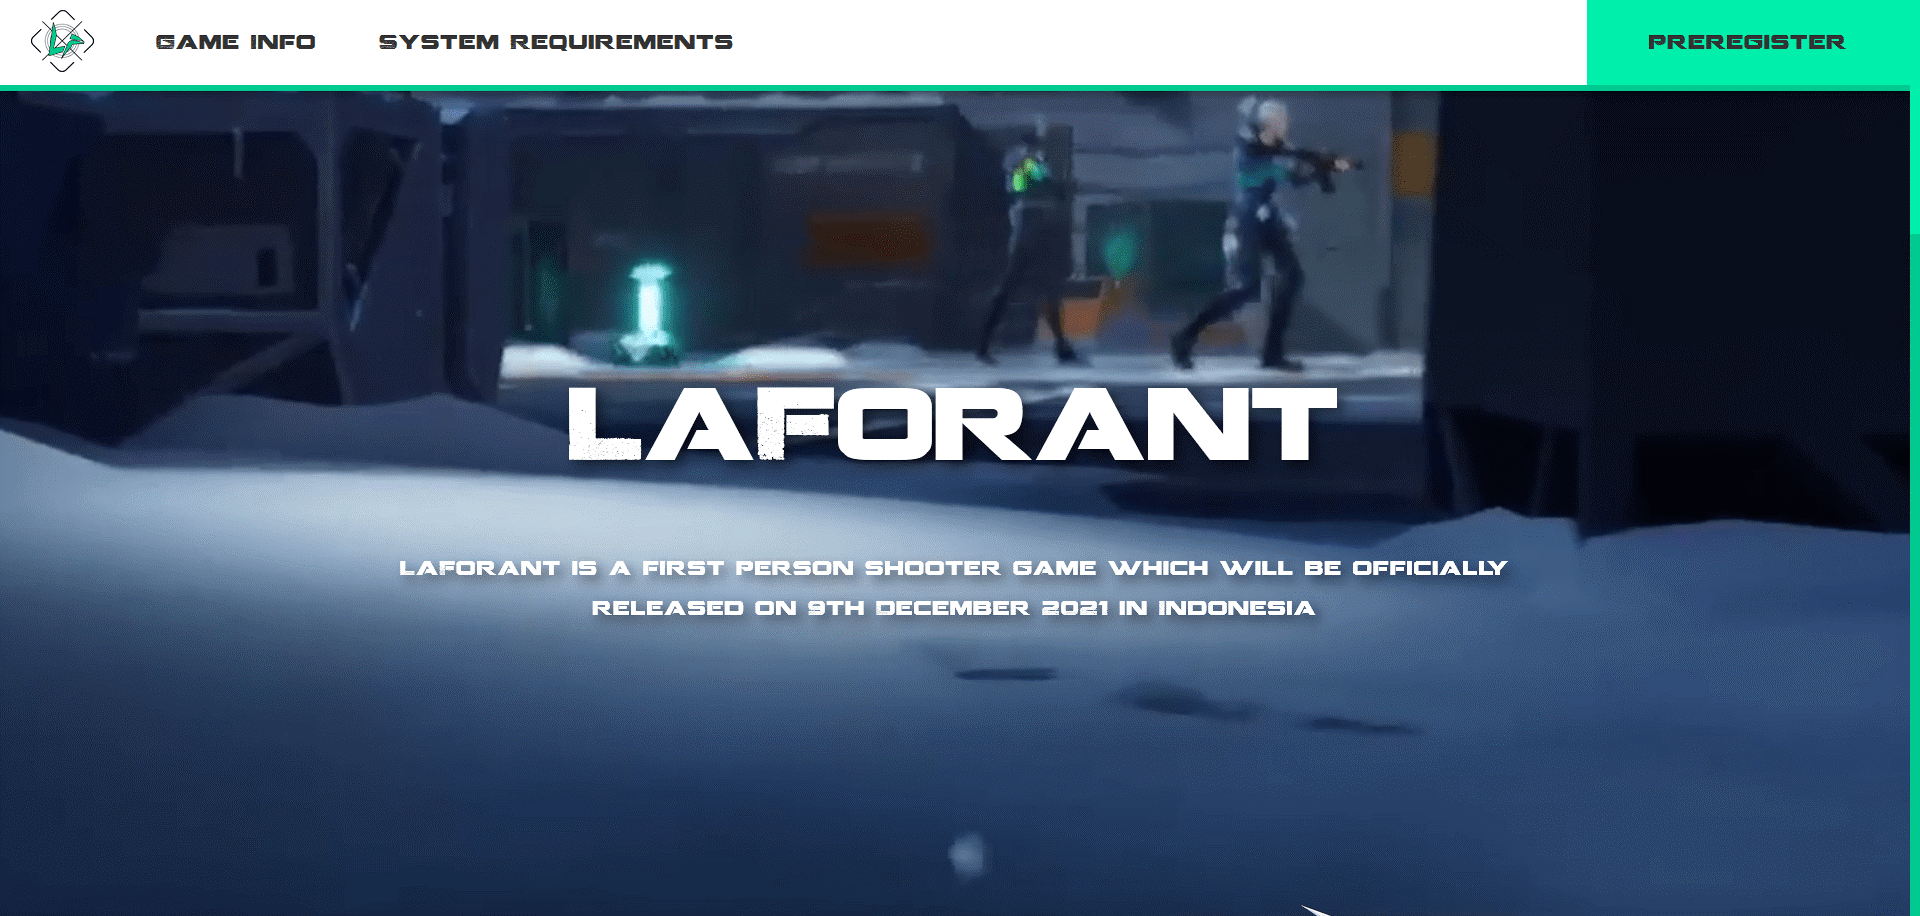 LF
GAME INFO
SYSTEM REQUIREMENTS
PREREGISTER
LAFORANT
LAFORANT IS A FIRST PERSON SHOOTER GAME WHICH WILL BE OFFICIALLY
RELEASED ON 9TH DECEMBER 2021 IN INDONESIA